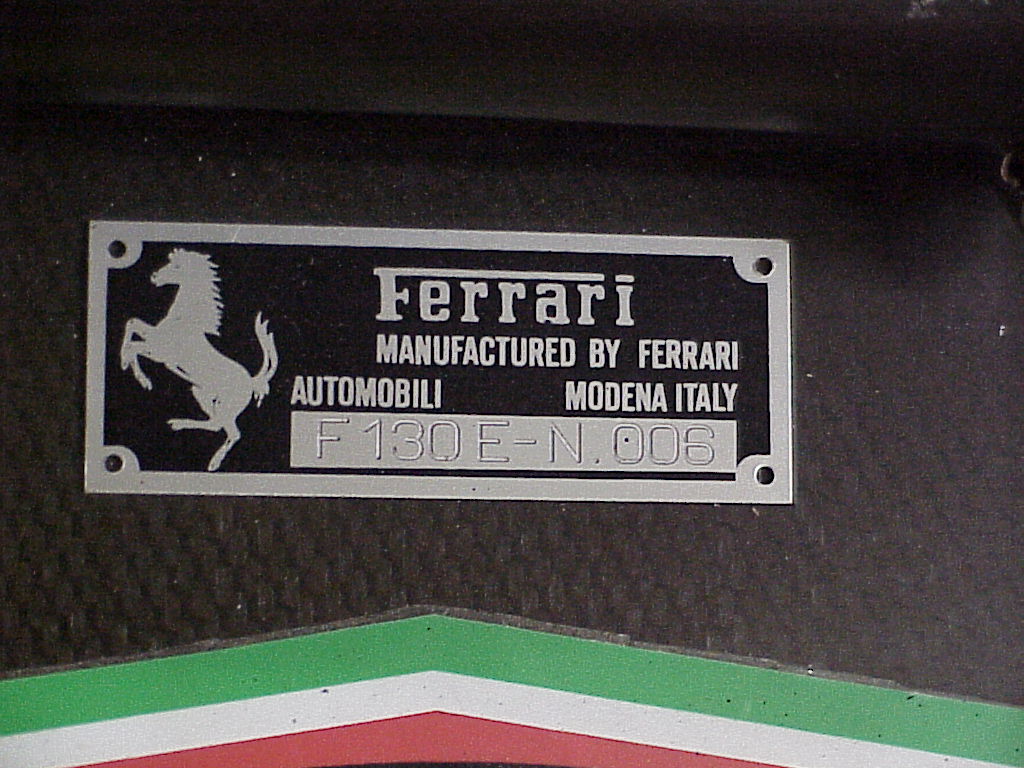 Ferrari
MANUFACTURED BY FERRARI
AUTOMOBILI MODENA ITALY
F130E-N.006